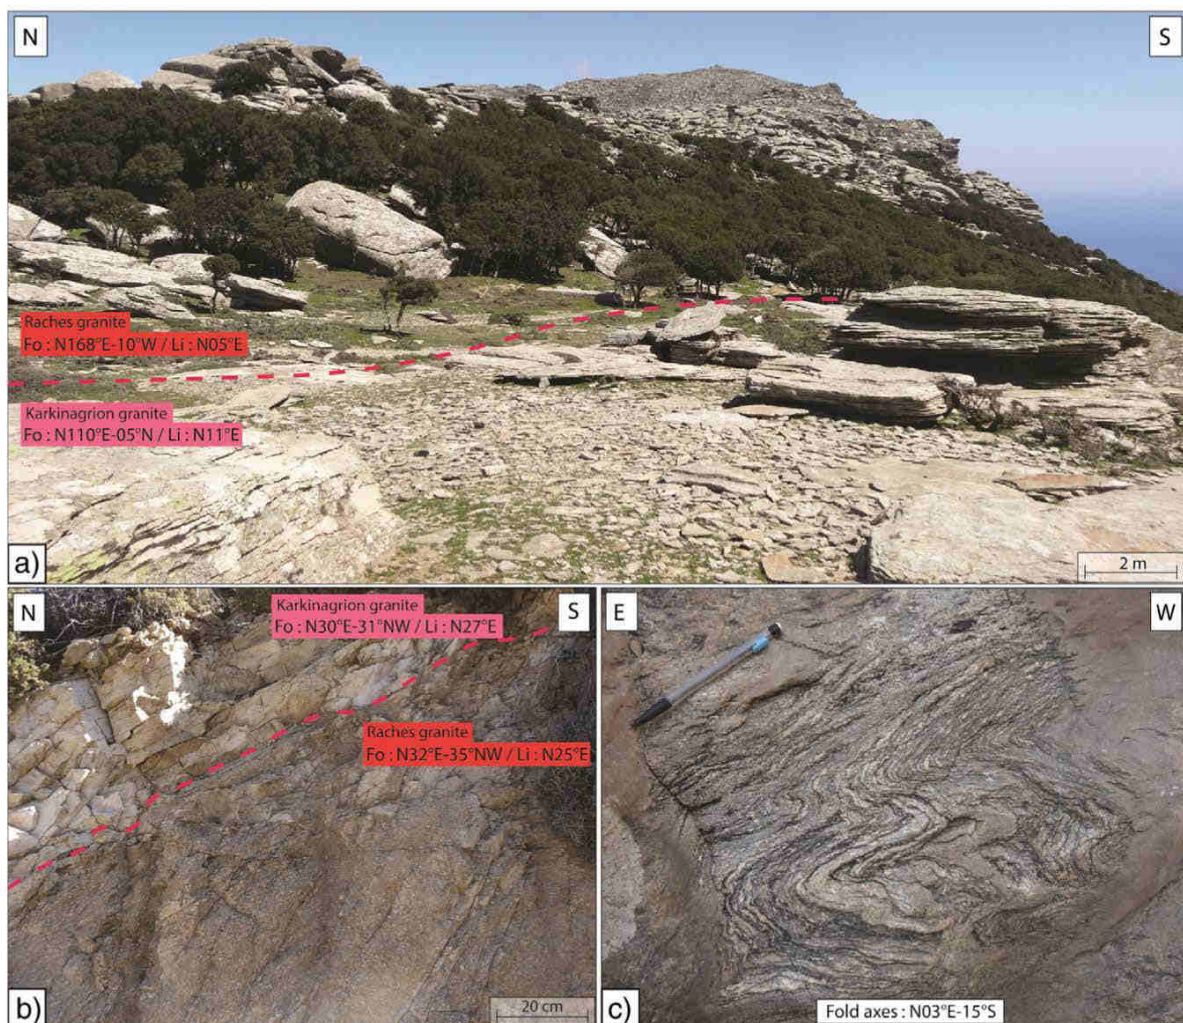 N
S
Raches granite
Fo : N168°E-10°W / Li : N05°E
Karkinagrion granite
Fo : N110°E-05°N / Li : N11°E
2 m
a)
N
Karkinagrion granite
Fo : N30°E-31°NW / Li : N27°E
S
Raches granite
Fo : N32°E-35°NW / Li : N25°E
20 cm
b)
E
W
c)
Fold axes : N03°E-15°S